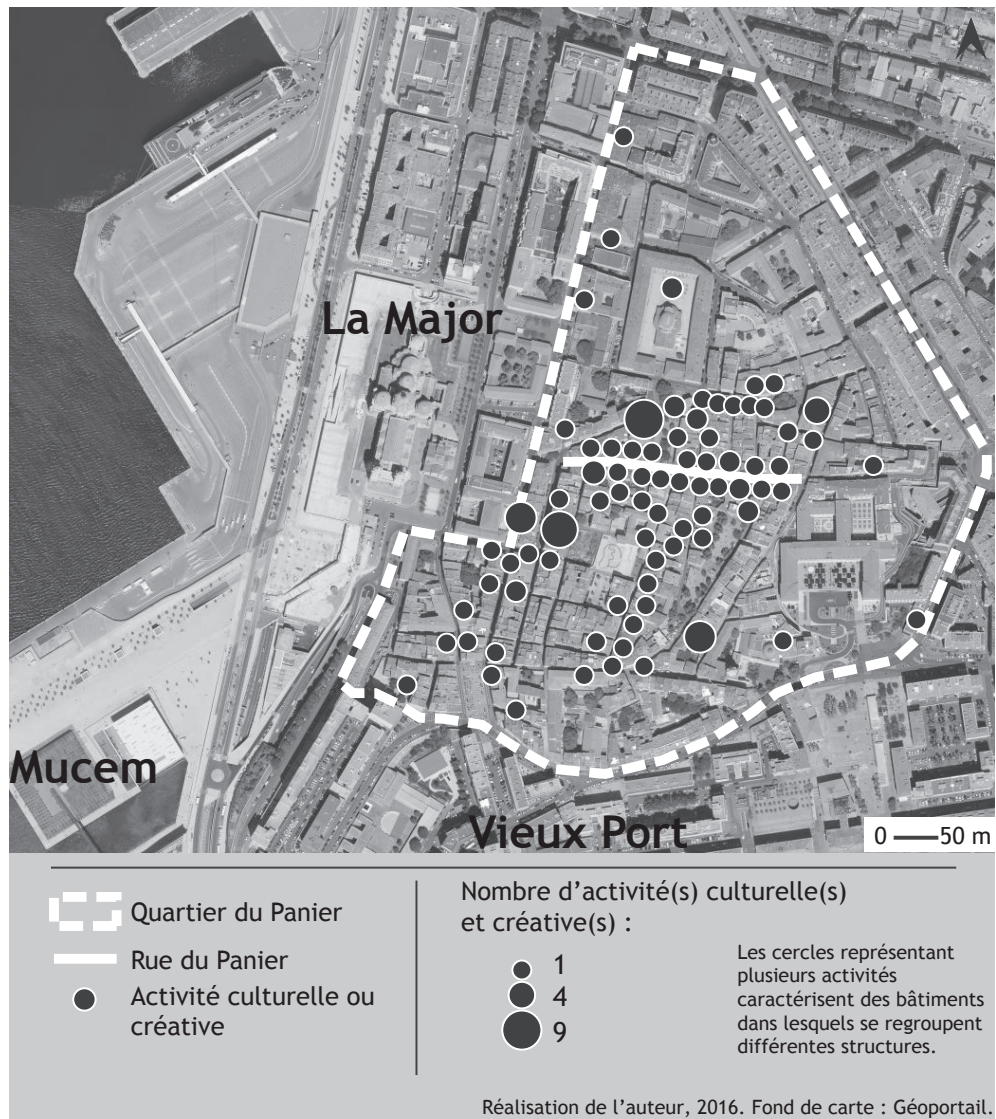 La Major
Mucem
Vieux Port
0 50 m
Quartier du Panier
Rue du Panier
Activité culturelle ou
créative
Nombre d’activité(s) culturelle(s)
et créative(s) :
1
4
9
Les cercles représentant
plusieurs activités
caractérisent des bâtiments
dans lesquels se regroupent
différentes structures.
Réalisation de l’auteur, 2016. Fond de carte : Géoportail.